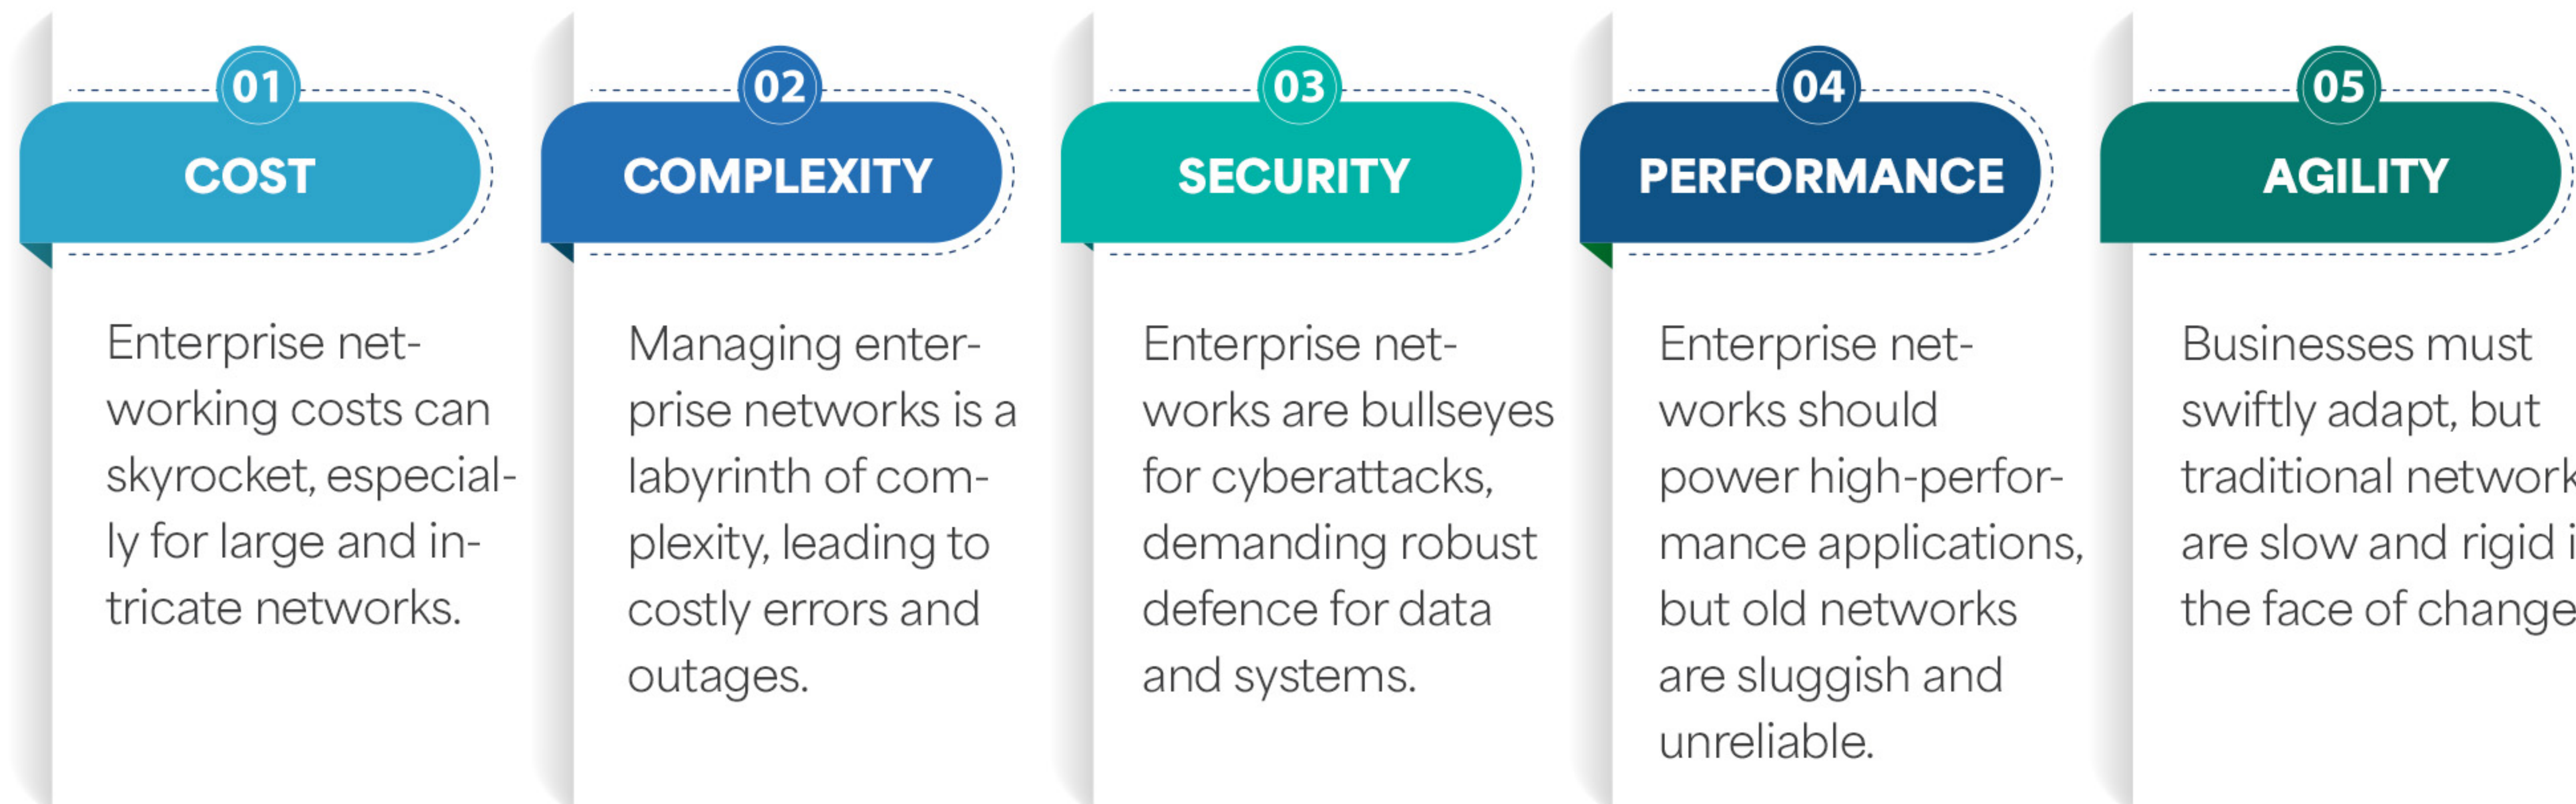 01
COST
Enterprise net-
working costs can
skyrocket, especial-
ly for large and in-
tricate networks.
02
COMPLEXITY
Managing enter-
prise networks is a
labyrinth of com-
plexity, leading to
costly errors and
outages.
03
SECURITY
Enterprise net-
works are bullseyes
for cyberattacks,
demanding robust
defence for data
and systems.
04
PERFORMANCE
Enterprise net-
works should
power high-perfor-
mance applications,
but old networks
are sluggish and
unreliable.
05
AGILITY
Businesses must
swiftly adapt, but
traditional network
are slow and rigid
the face of change